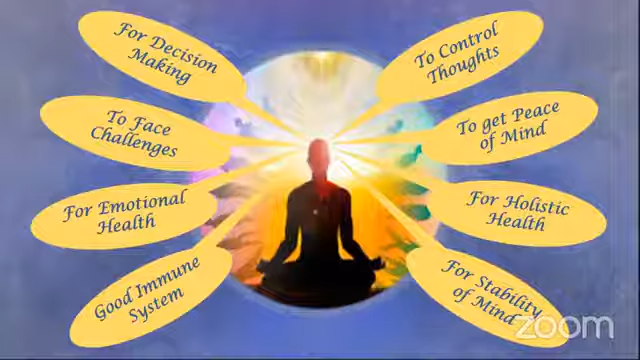 For Decision
Making
To Face
Challenges
For Emotional
Health
Good Immune
System
To Control
Thoughts
To get Peace
of Mind
For Holistic
Health
For Stability
of Mind
zoom